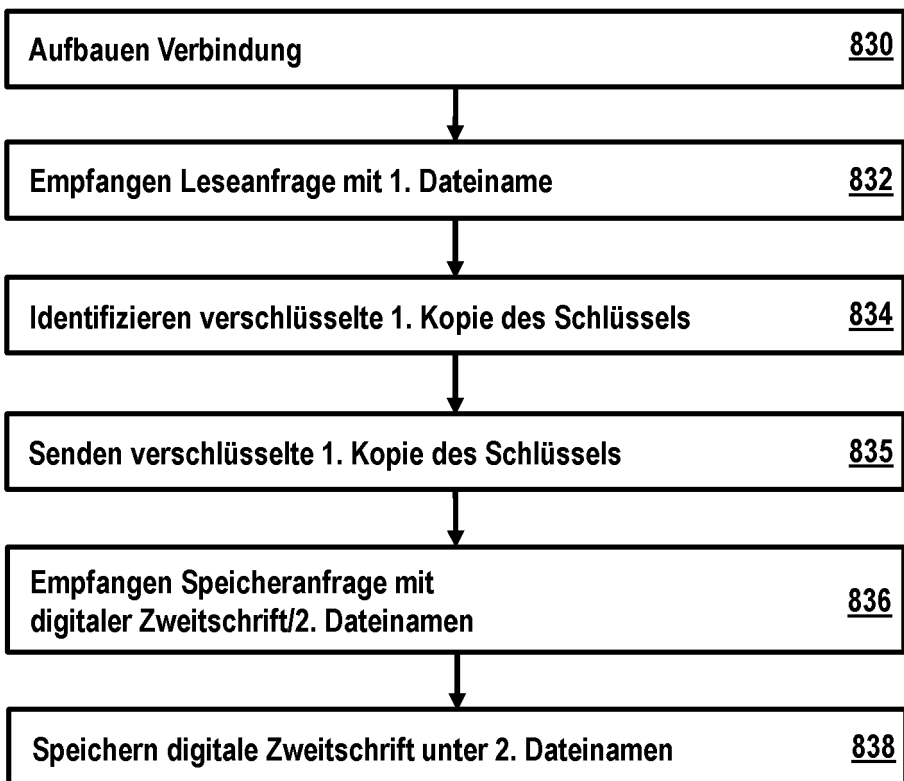 Aufbauen Verbindung 830
Empfangen Leseanfrage mit 1. Dateiname 832
Identifizieren verschlüsselte 1. Kopie des Schlüssels 834
Senden verschlüsselte 1. Kopie des Schlüssels 835
Empfangen Speicheranfrage mit
digitaler Zweitschrift/2. Dateinamen 836
Speichern digitale Zweitschrift unter 2. Dateinamen 838